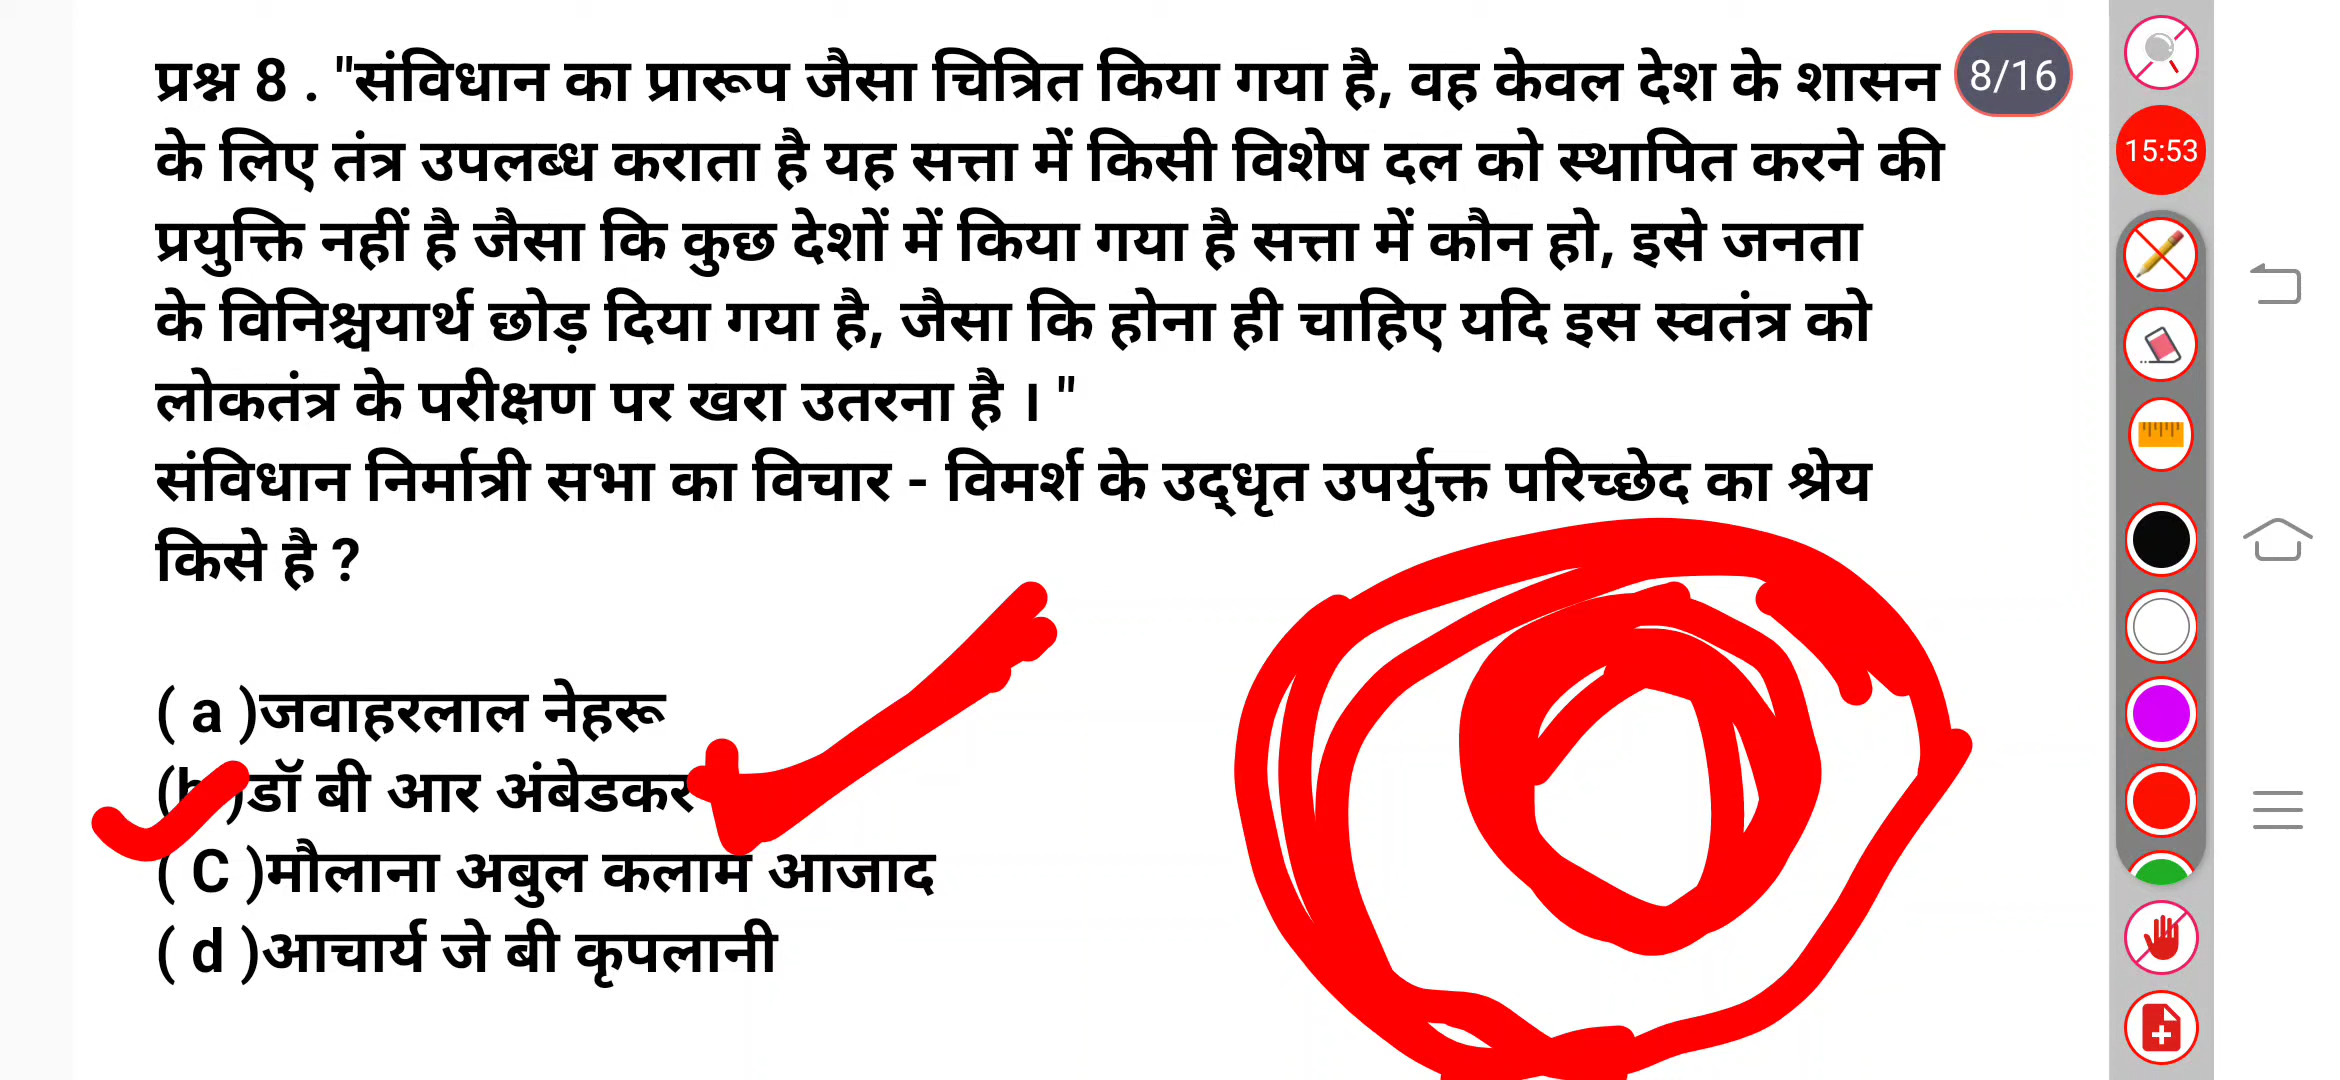 प्रश्न 8 . "संविधान का प्रारूप जैसा चित्रित किया गया है, वह केवल देश के शासन
8/16
15:53
के लिए तंत्र उपलब्ध कराता है यह सत्ता में किसी विशेष दल को स्थापित करने की
प्रयुक्ति नहीं है जैसा कि कुछ देशों में किया गया है सत्ता में कौन हो, इसे जनता
के विनिश्चयार्थ छोड़ दिया गया है, जैसा कि होना ही चाहिए यदि इस स्वतंत्र को
लोकतंत्र के परीक्षण पर खरा उतरना है । "
संविधान निर्मात्री सभा का विचार - विमर्श के उद्धृत उपर्युक्त परिच्छेद का श्रेय
किसे है ?
( a )जवाहरलाल नेहरू
(b )डॉ बी आर अंबेडकर
( C )मौलाना अबुल कलाम आजाद
( d )आचार्य जे बी कृपलानी